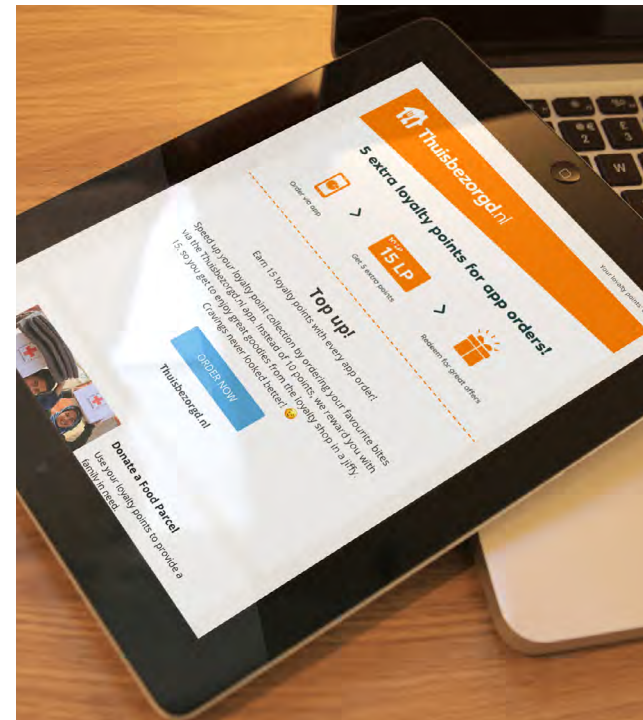 Thuisbezorgd.nl
Your loyalty points
5 extra loyalty points for app orders!
Order via app
15 LP
Get 5 extra points
Redeem for great offers
Top up!
Earn 15 loyalty points with every app order!
Speed up your loyalty point collection by ordering your favourite bites
via the Thuisbezorgd.nl app. Instead of 10 points, we reward you with
15, so you get to enjoy great goodies from the loyalty shop in a jiffy.
Cravings never looked better! 😋
ORDER NOW
Thuisbezorgd.nl
Donate a Food Parcel
Use your loyalty points to provide a
family in need.
2
3
W